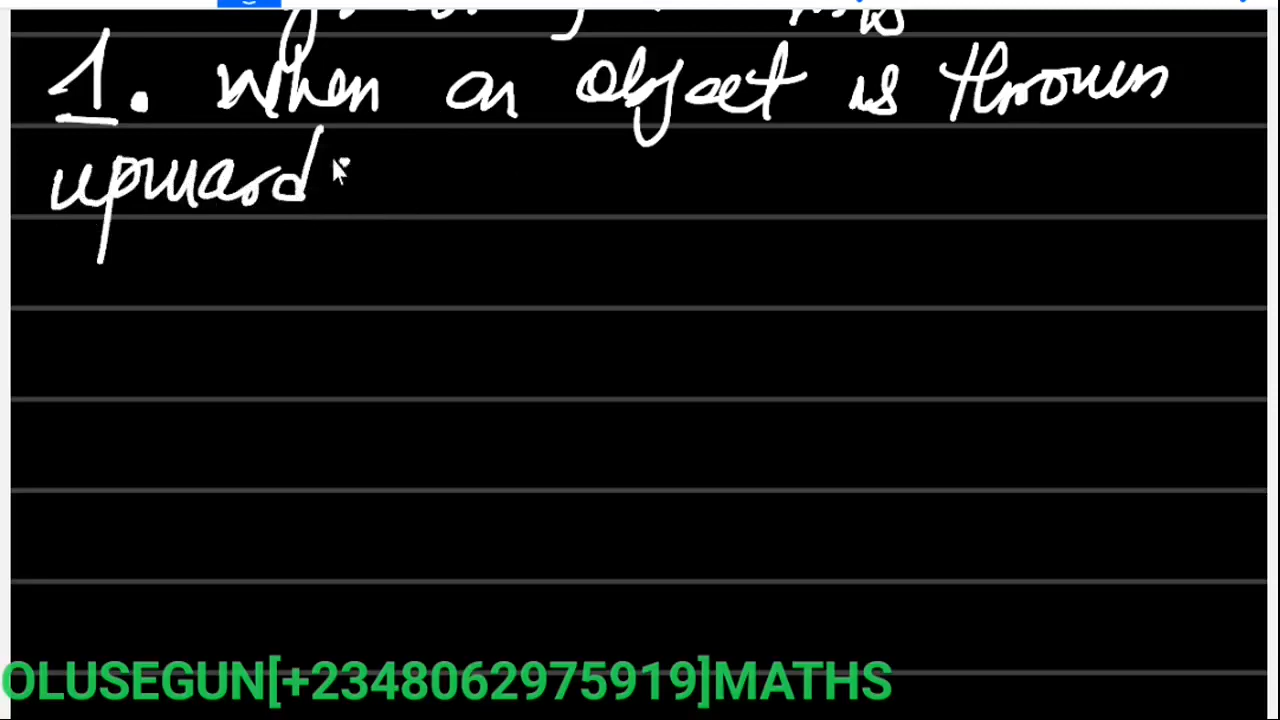 1. When an object is thrown
upward.
OLUSEGUN[+2348062975919]MATHS